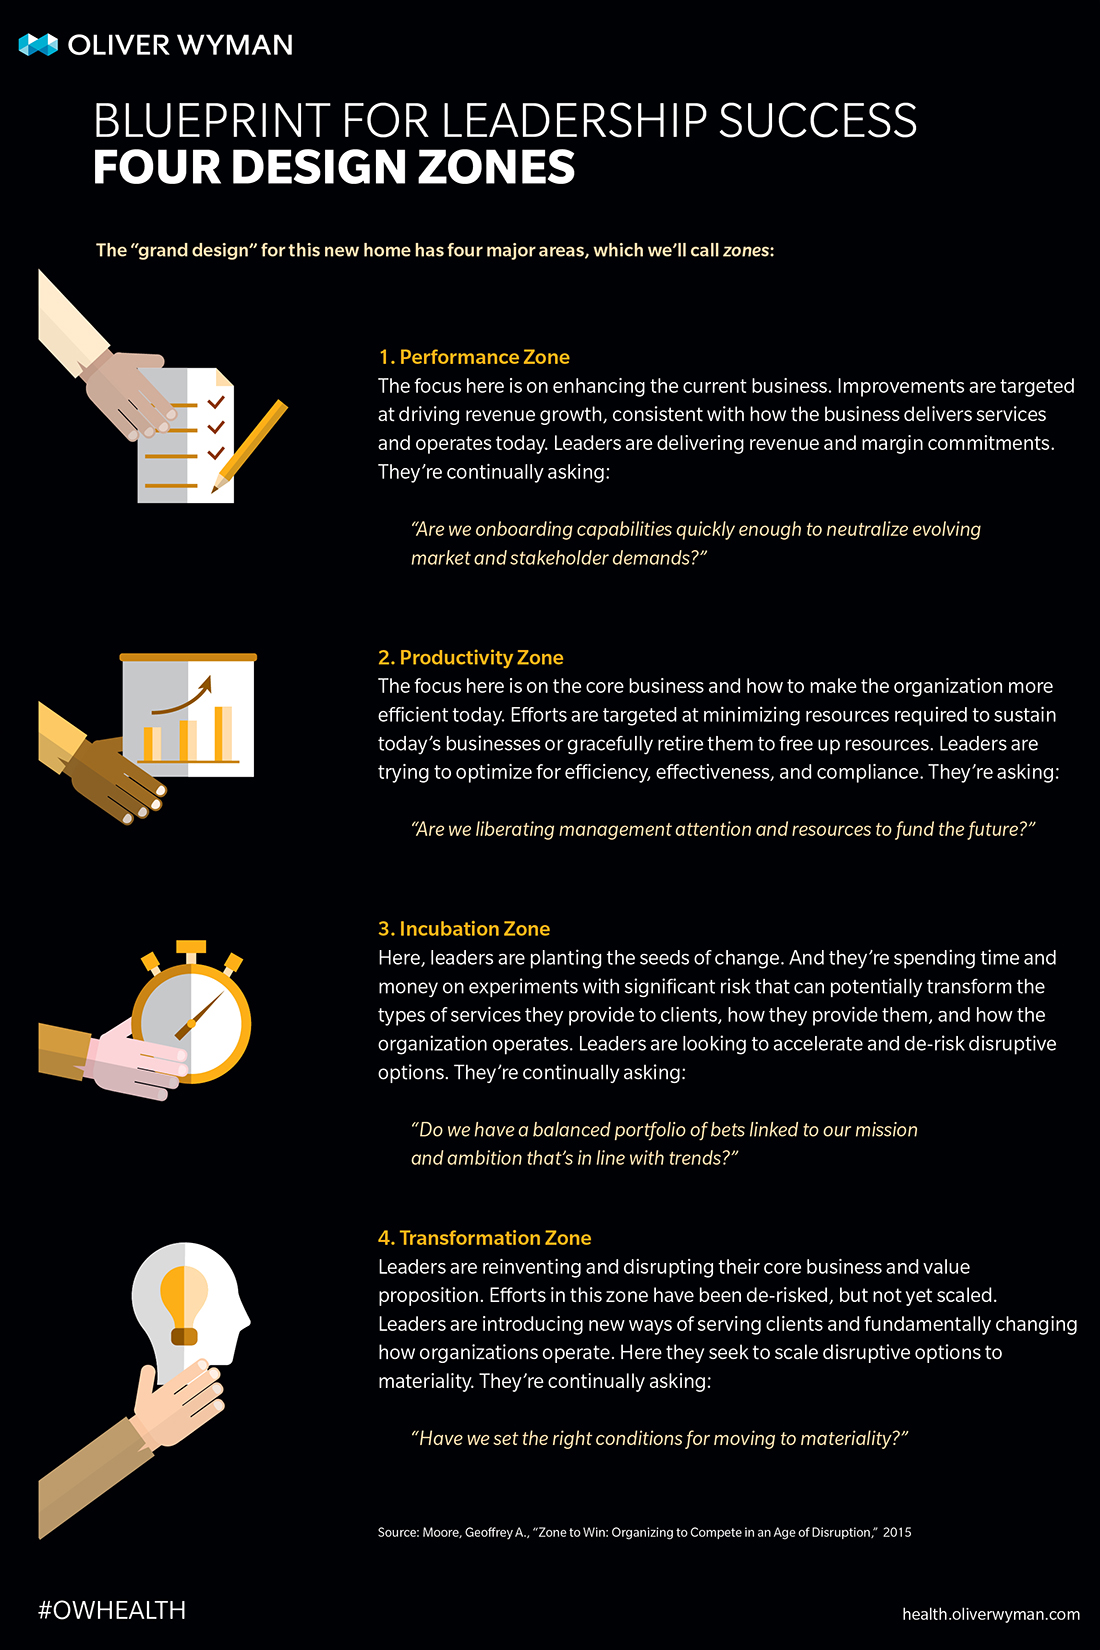 OLIVER WYMAN
BLUEPRINT FOR LEADERSHIP SUCCESS
FOUR DESIGN ZONES
The “grand design” for this new home has four major areas, which we’ll call zones:
1. Performance Zone
The focus here is on enhancing the current business. Improvements are targeted
at driving revenue growth, consistent with how the business delivers services
and operates today. Leaders are delivering revenue and margin commitments.
They’re continually asking:
“Are we onboarding capabilities quickly enough to neutralize evolving
market and stakeholder demands?”
2. Productivity Zone
The focus here is on the core business and how to make the organization more
efficient today. Efforts are targeted at minimizing resources required to sustain
today’s businesses or gracefully retire them to free up resources. Leaders are
trying to optimize for efficiency, effectiveness, and compliance. They’re asking:
“Are we liberating management attention and resources to fund the future?”
3. Incubation Zone
Here, leaders are planting the seeds of change. And they’re spending time and
money on experiments with significant risk that can potentially transform the
types of services they provide to clients, how they provide them, and how the
organization operates. Leaders are looking to accelerate and de-risk disruptive
options. They’re continually asking:
“Do we have a balanced portfolio of bets linked to our mission
and ambition that’s in line with trends?”
4. Transformation Zone
Leaders are reinventing and disrupting their core business and value
proposition. Efforts in this zone have been de-risked, but not yet scaled.
Leaders are introducing new ways of serving clients and fundamentally changing
how organizations operate. Here they seek to scale disruptive options to
materiality. They’re continually asking:
“Have we set the right conditions for moving to materiality?”
Source: Moore, Geoffrey A., “Zone to Win: Organizing to Compete in an Age of Disruption,” 2015
#OWHEALTH
health.oliverwyman.com